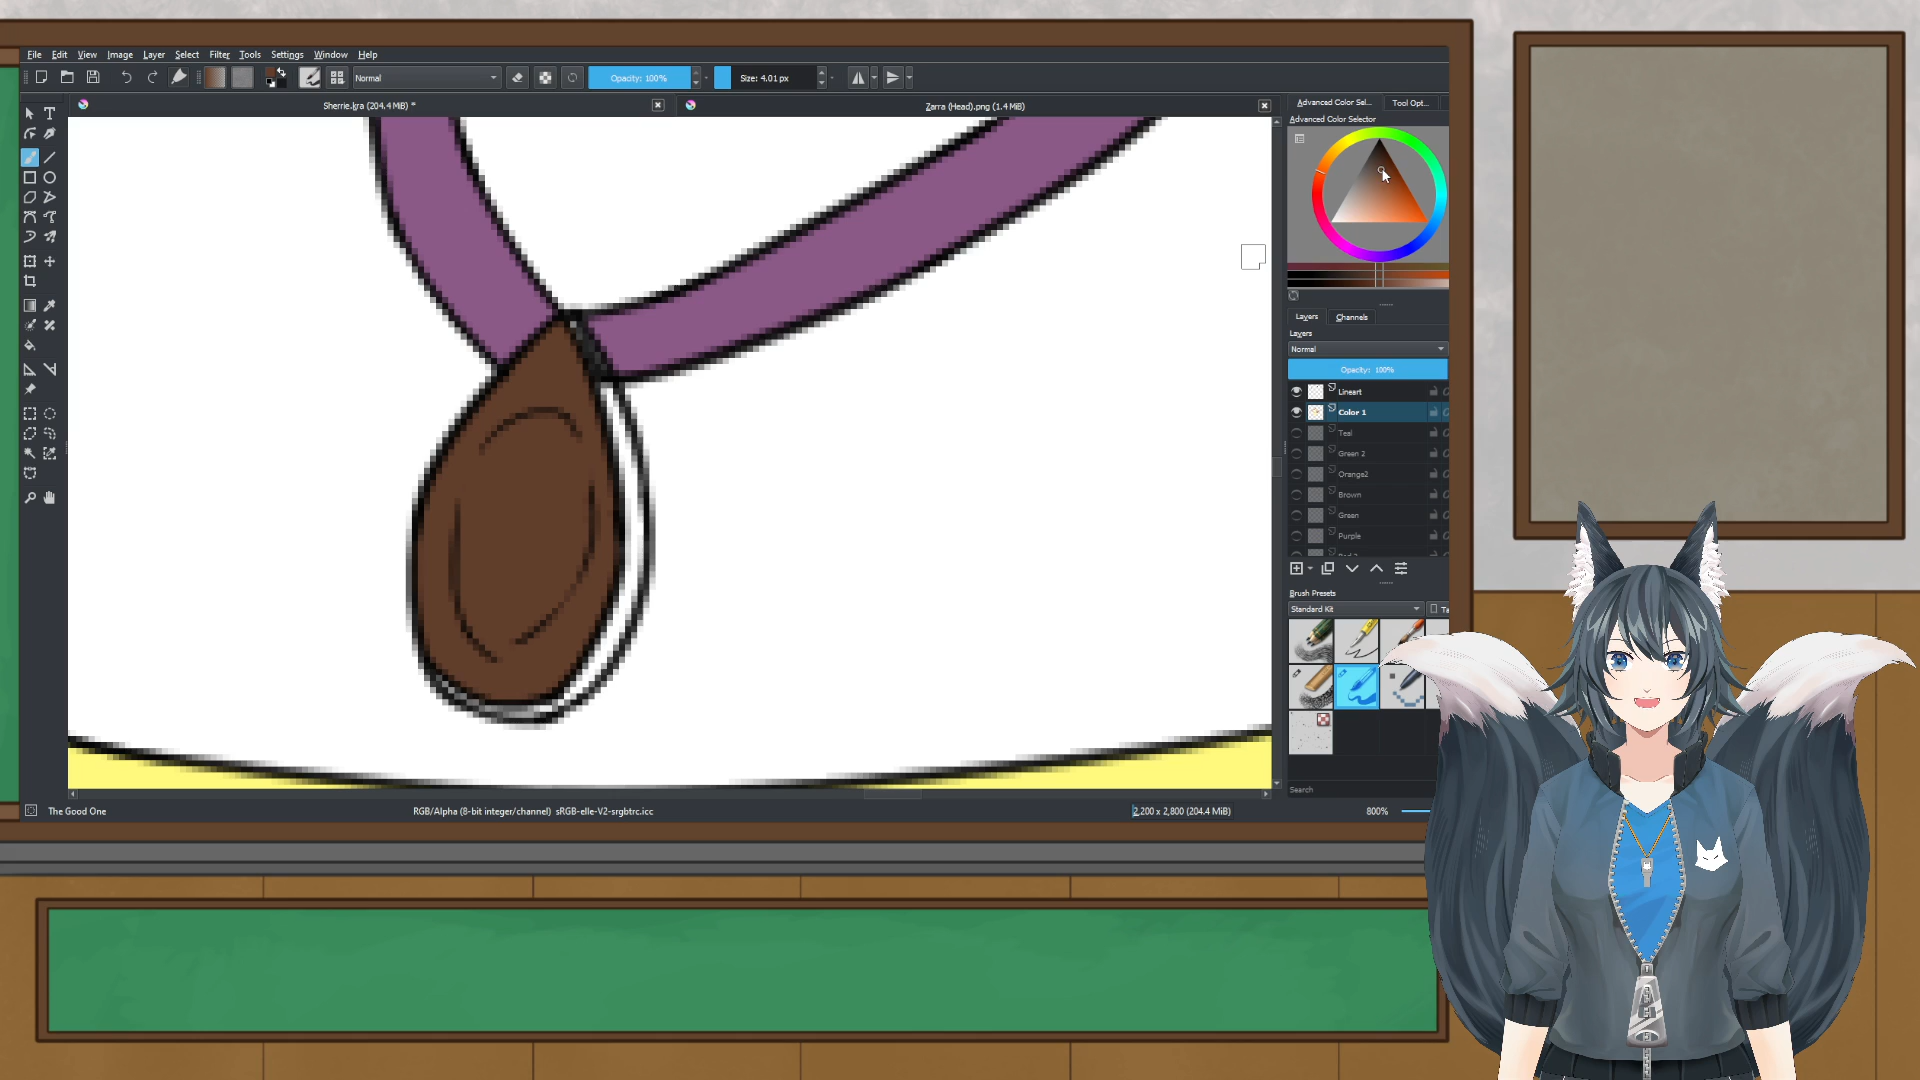 File Edit View Image Layer Select Filter Tools Settings Window Help
Normal Opacity: 100% Size: 4.01 px
Sherrie.kra (204.4 MiB) * Zarra (Head).png (1.4 MiB)
Advanced Color Sel... Tool Opt...
Advanced Color Selector
Layers Channels
Layers
Normal
Opacity: 100%
Lineart
Color 1
Teal
Green 2
Orange2
Brown
Green
Purple
Brush Presets
Standard Kit Ta
Search
The Good One RGB/Alpha (8-bit integer/channel) sRGB-elle-V2-srgbtrc.icc 2,200 x 2,800 (204.4 MiB) 800%